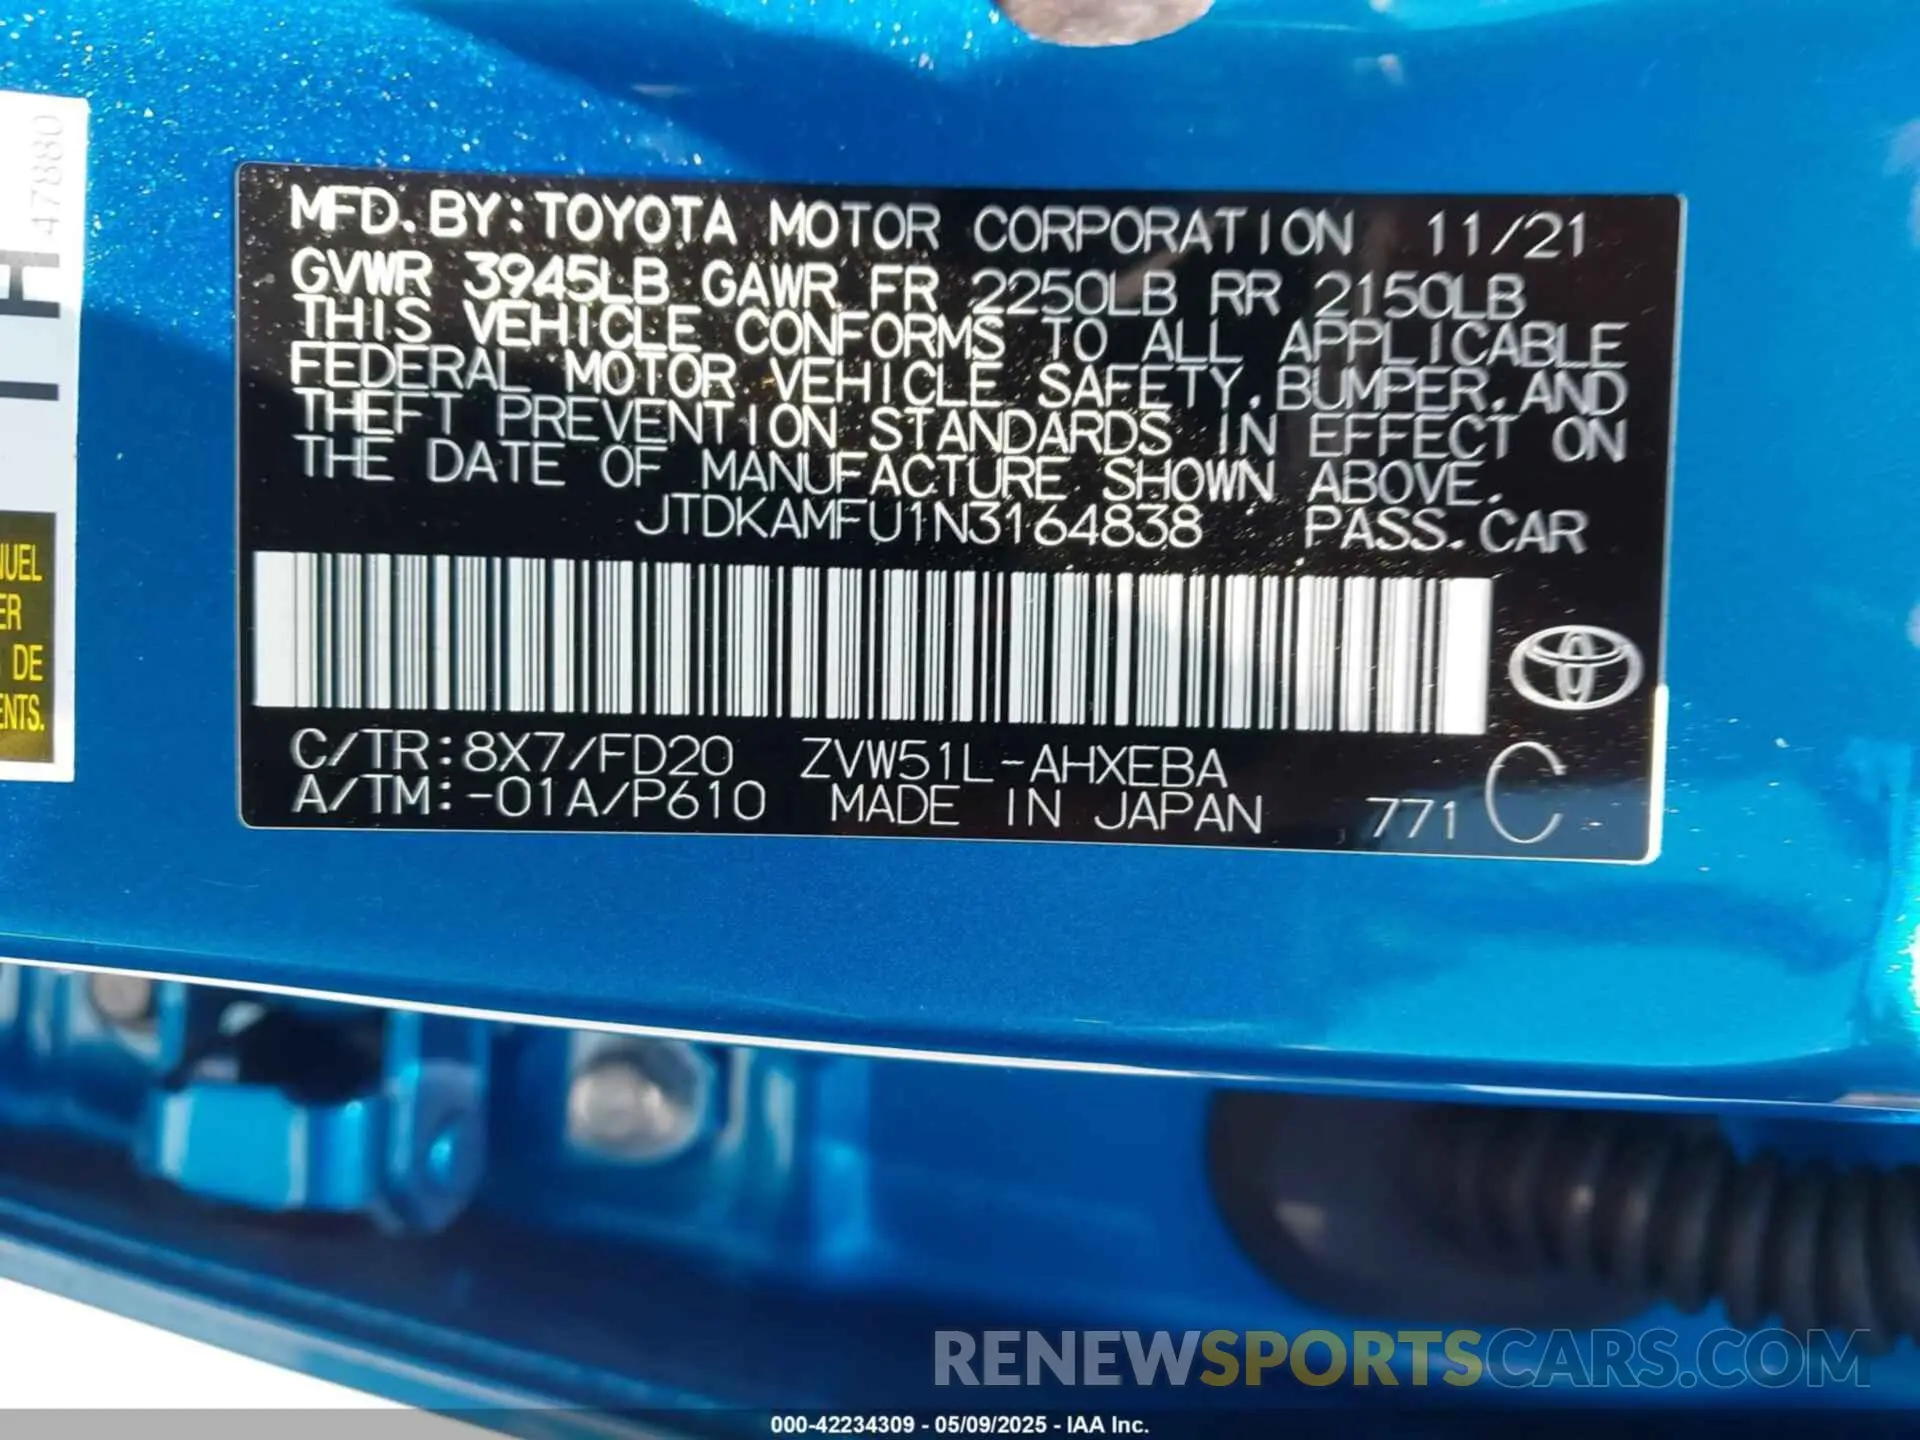 47880
H
MFD. BY: TOYOTA MOTOR CORPORATION 11/21
GVWR 3945LB GAWR FR 2250LB RR 2150LB
THIS VEHICLE CONFORMS TO ALL APPLICABLE
FEDERAL MOTOR VEHICLE SAFETY, BUMPER, AND
THEFT PREVENTION STANDARDS IN EFFECT ON
THE DATE OF MANUFACTURE SHOWN ABOVE.
JTDKAMFU1N3164838 PASS. CAR
C/TR: 8X7/FD20 ZVW51L-AHXEBA
A/TM: -01A/P610 MADE IN JAPAN 771 C
NUEL
ER
DE
ENTS.
RENEWSPORTSCARS.COM
000-42234309 - 05/09/2025 - IAA Inc.